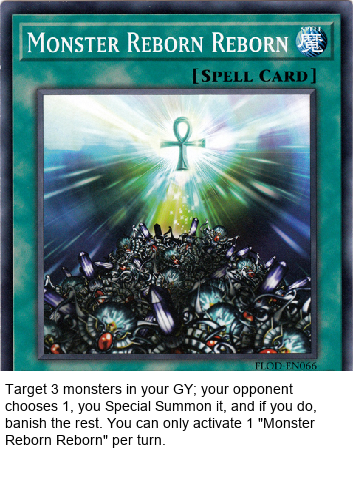 MONSTER REBORN REBORN
魔
[SPELL CARD]
FLOD-EN066
Target 3 monsters in your GY; your opponent
chooses 1, you Special Summon it, and if you do,
banish the rest. You can only activate 1 "Monster
Reborn Reborn" per turn.